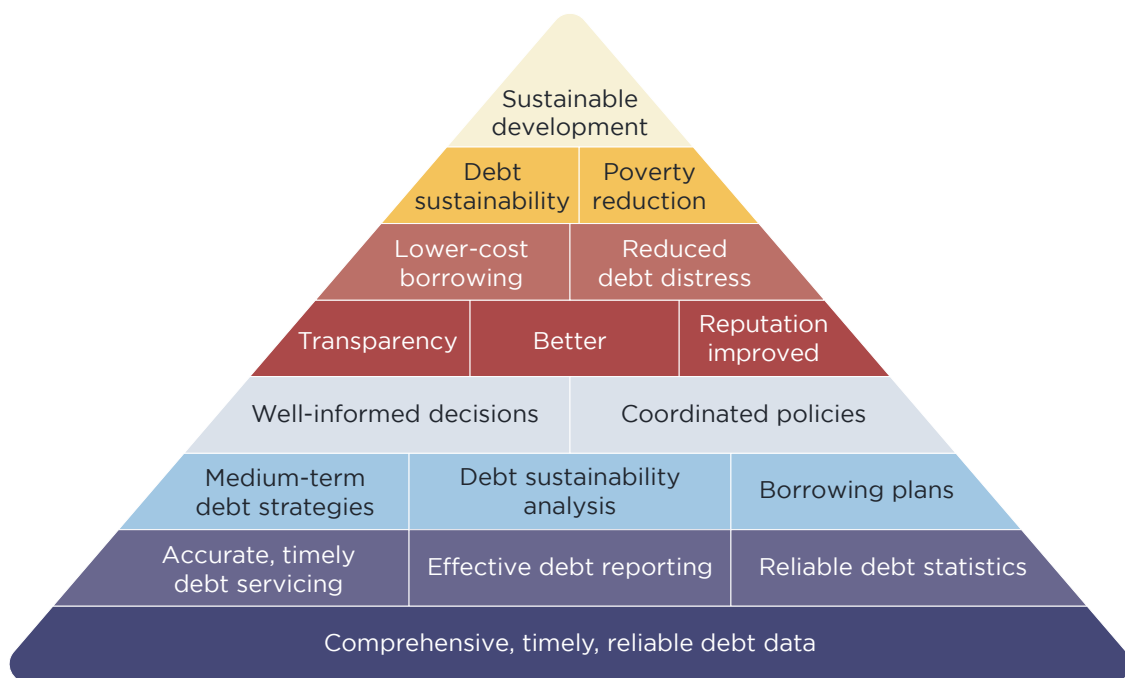 Sustainable
development
Debt
sustainability
Poverty
reduction
Lower-cost
borrowing
Reduced
debt distress
Transparency
Better
Reputation
improved
Well-informed decisions
Coordinated policies
Medium-term
debt strategies
Debt sustainability
analysis
Borrowing plans
Accurate, timely
debt servicing
Effective debt reporting
Reliable debt statistics
Comprehensive, timely, reliable debt data